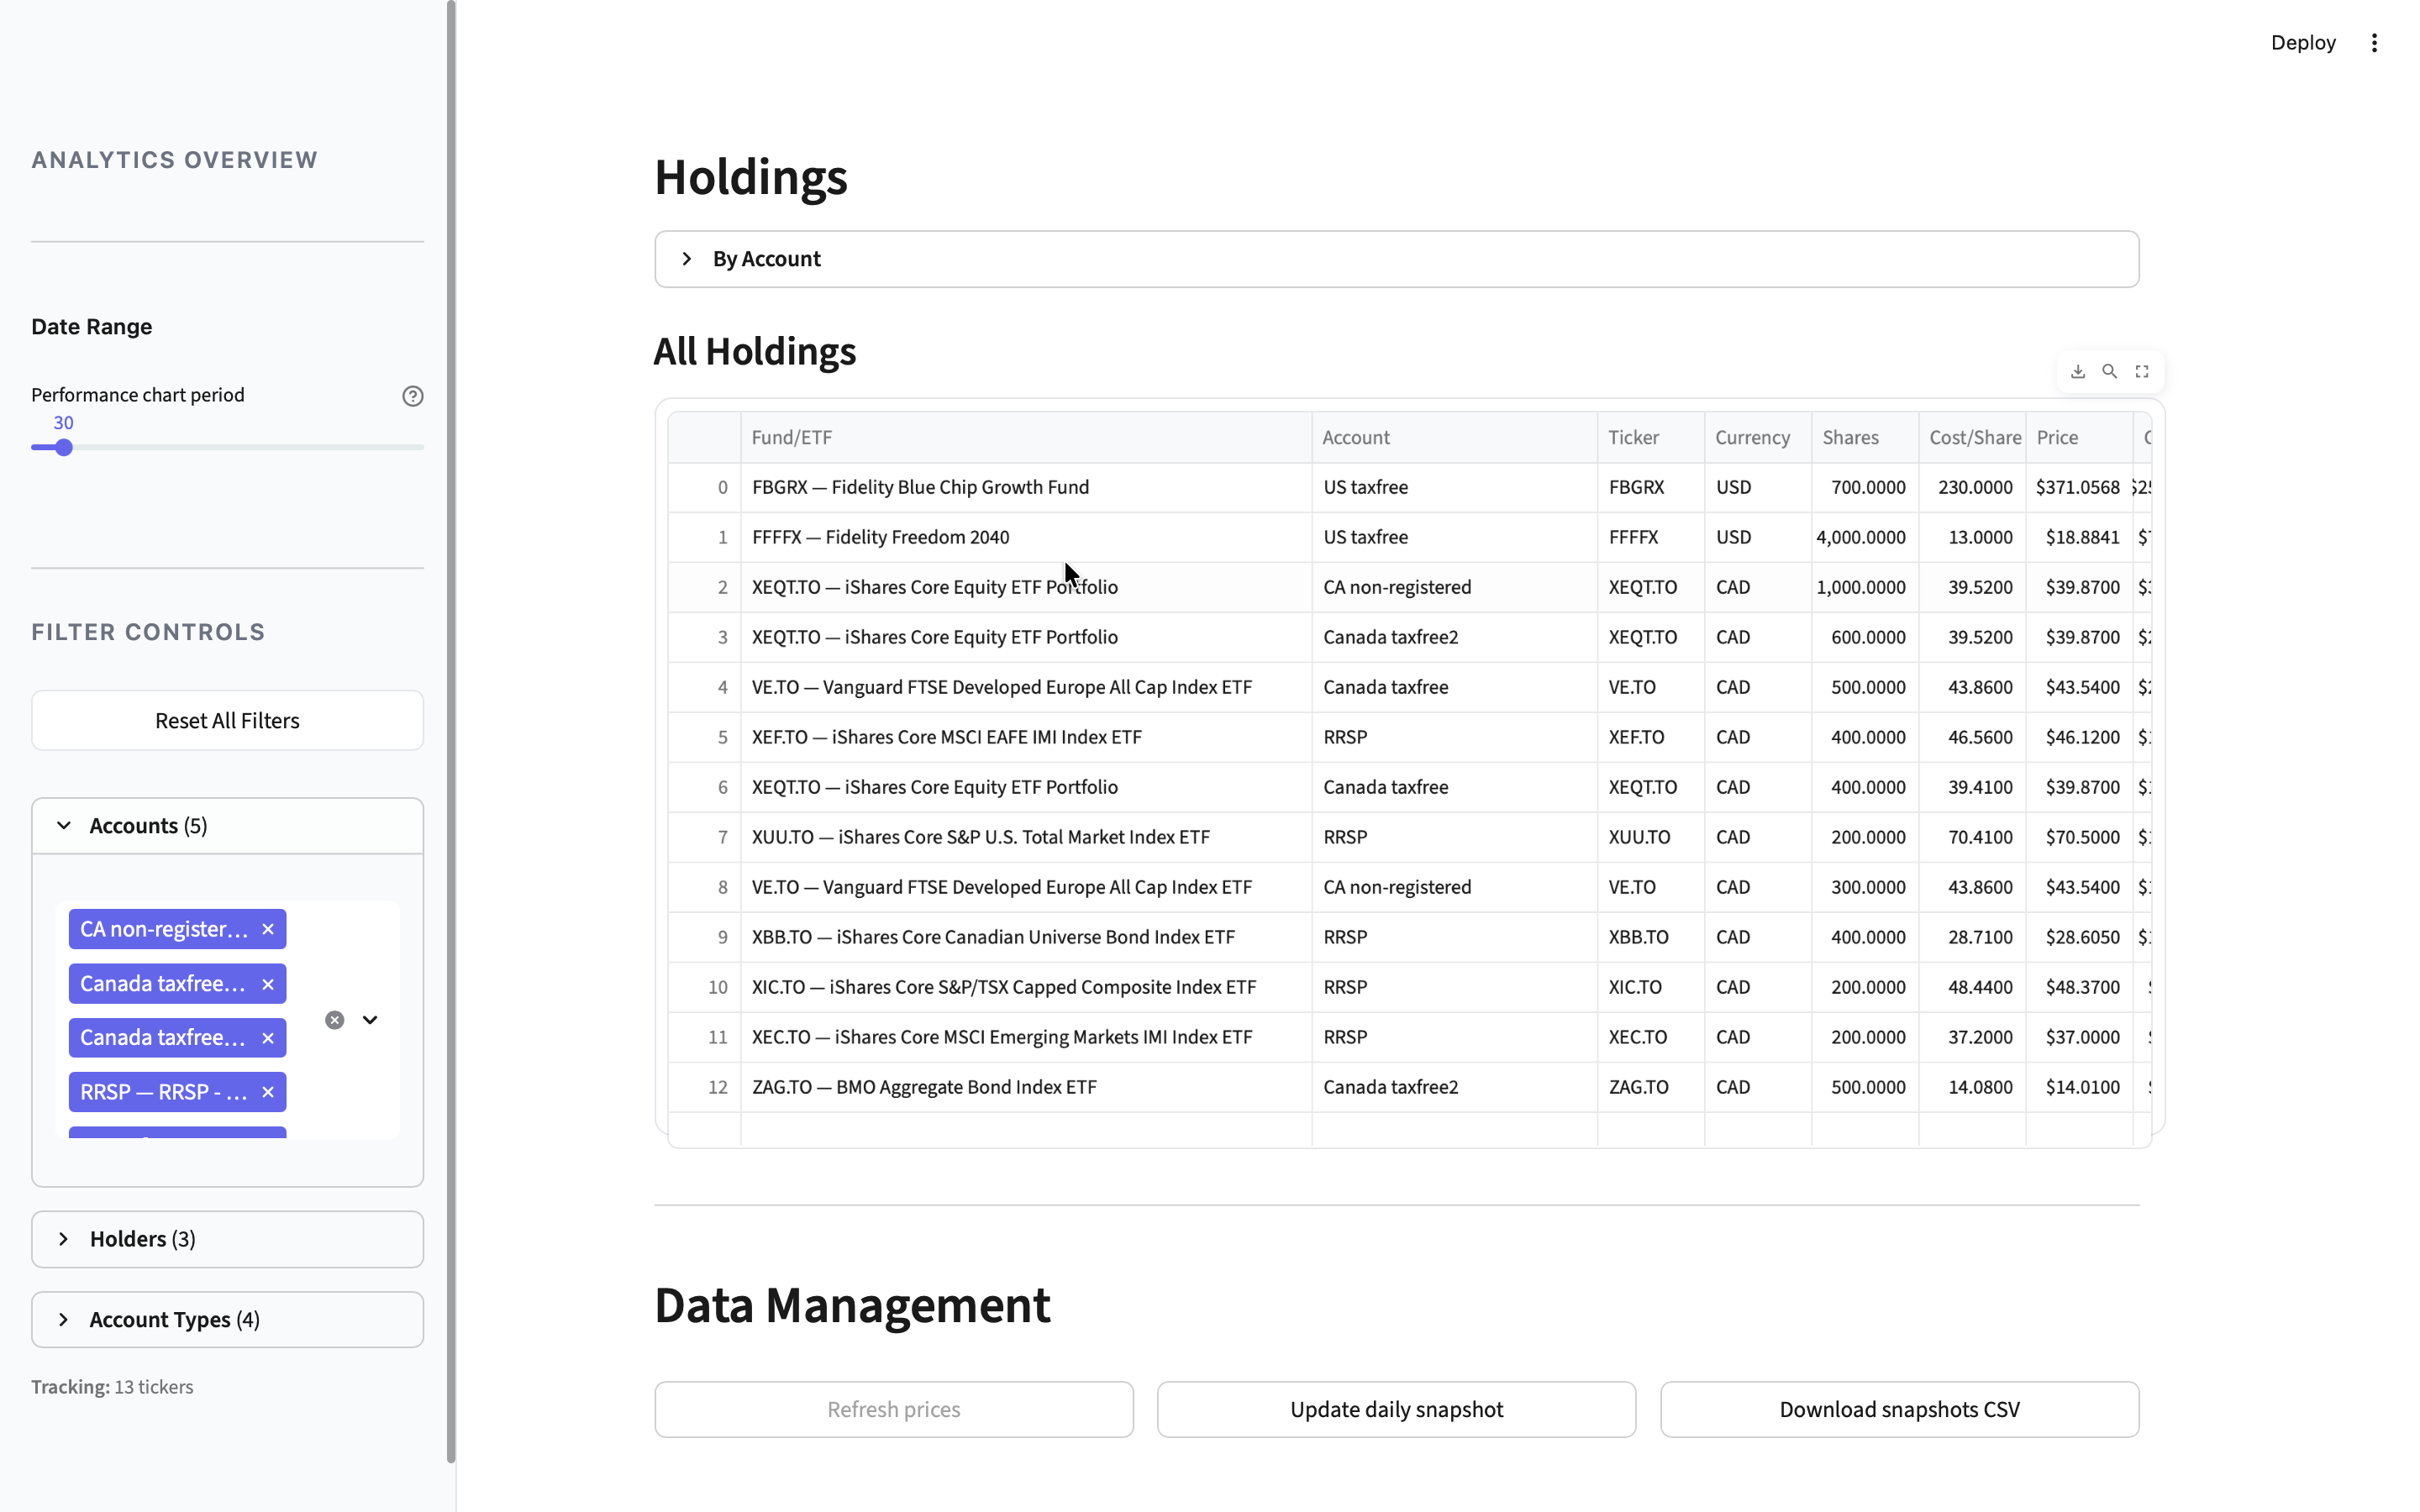 Deploy
ANALYTICS OVERVIEW
Date Range
Performance chart period
30
FILTER CONTROLS
Reset All Filters
Accounts (5)
CA non-register...
Canada taxfree...
Canada taxfree...
RRSP — RRSP - ...
Holders (3)
Account Types (4)
Tracking: 13 tickers
Holdings
By Account
All Holdings
Fund/ETF Account Ticker Currency Shares Cost/Share Price
0 FBGRX — Fidelity Blue Chip Growth Fund US taxfree FBGRX USD 700.0000 230.0000 $371.0568
1 FFFFX — Fidelity Freedom 2040 US taxfree FFFFX USD 4,000.0000 13.0000 $18.8841
2 XEQT.TO — iShares Core Equity ETF Portfolio CA non-registered XEQT.TO CAD 1,000.0000 39.5200 $39.8700
3 XEQT.TO — iShares Core Equity ETF Portfolio Canada taxfree2 XEQT.TO CAD 600.0000 39.5200 $39.8700
4 VE.TO — Vanguard FTSE Developed Europe All Cap Index ETF Canada taxfree VE.TO CAD 500.0000 43.8600 $43.5400
5 XEF.TO — iShares Core MSCI EAFE IMI Index ETF RRSP XEF.TO CAD 400.0000 46.5600 $46.1200
6 XEQT.TO — iShares Core Equity ETF Portfolio Canada taxfree XEQT.TO CAD 400.0000 39.4100 $39.8700
7 XUU.TO — iShares Core S&P U.S. Total Market Index ETF RRSP XUU.TO CAD 200.0000 70.4100 $70.5000
8 VE.TO — Vanguard FTSE Developed Europe All Cap Index ETF CA non-registered VE.TO CAD 300.0000 43.8600 $43.5400
9 XBB.TO — iShares Core Canadian Universe Bond Index ETF RRSP XBB.TO CAD 400.0000 28.7100 $28.6050
10 XIC.TO — iShares Core S&P/TSX Capped Composite Index ETF RRSP XIC.TO CAD 200.0000 48.4400 $48.3700
11 XEC.TO — iShares Core MSCI Emerging Markets IMI Index ETF RRSP XEC.TO CAD 200.0000 37.2000 $37.0000
12 ZAG.TO — BMO Aggregate Bond Index ETF Canada taxfree2 ZAG.TO CAD 500.0000 14.0800 $14.0100
Data Management
Refresh prices
Update daily snapshot
Download snapshots CSV